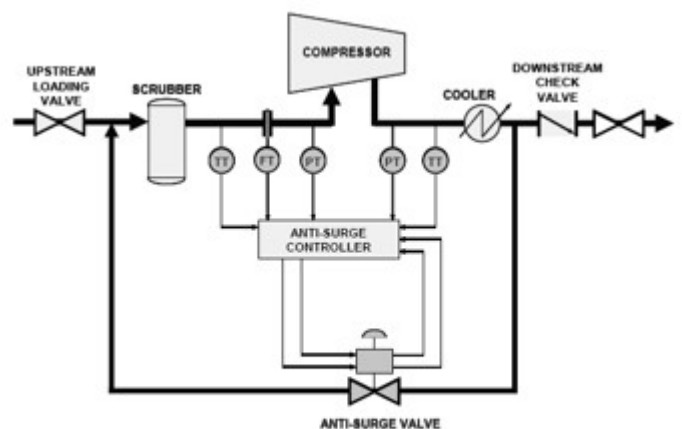 COMPRESSOR
UPSTREAM
LOADING
VALVE
SCRUBBER
COOLER
DOWNSTREAM
CHECK
VALVE
TT
FT
PT
PT
TT
ANTI-SURGE
CONTROLLER
ANTI-SURGE VALVE